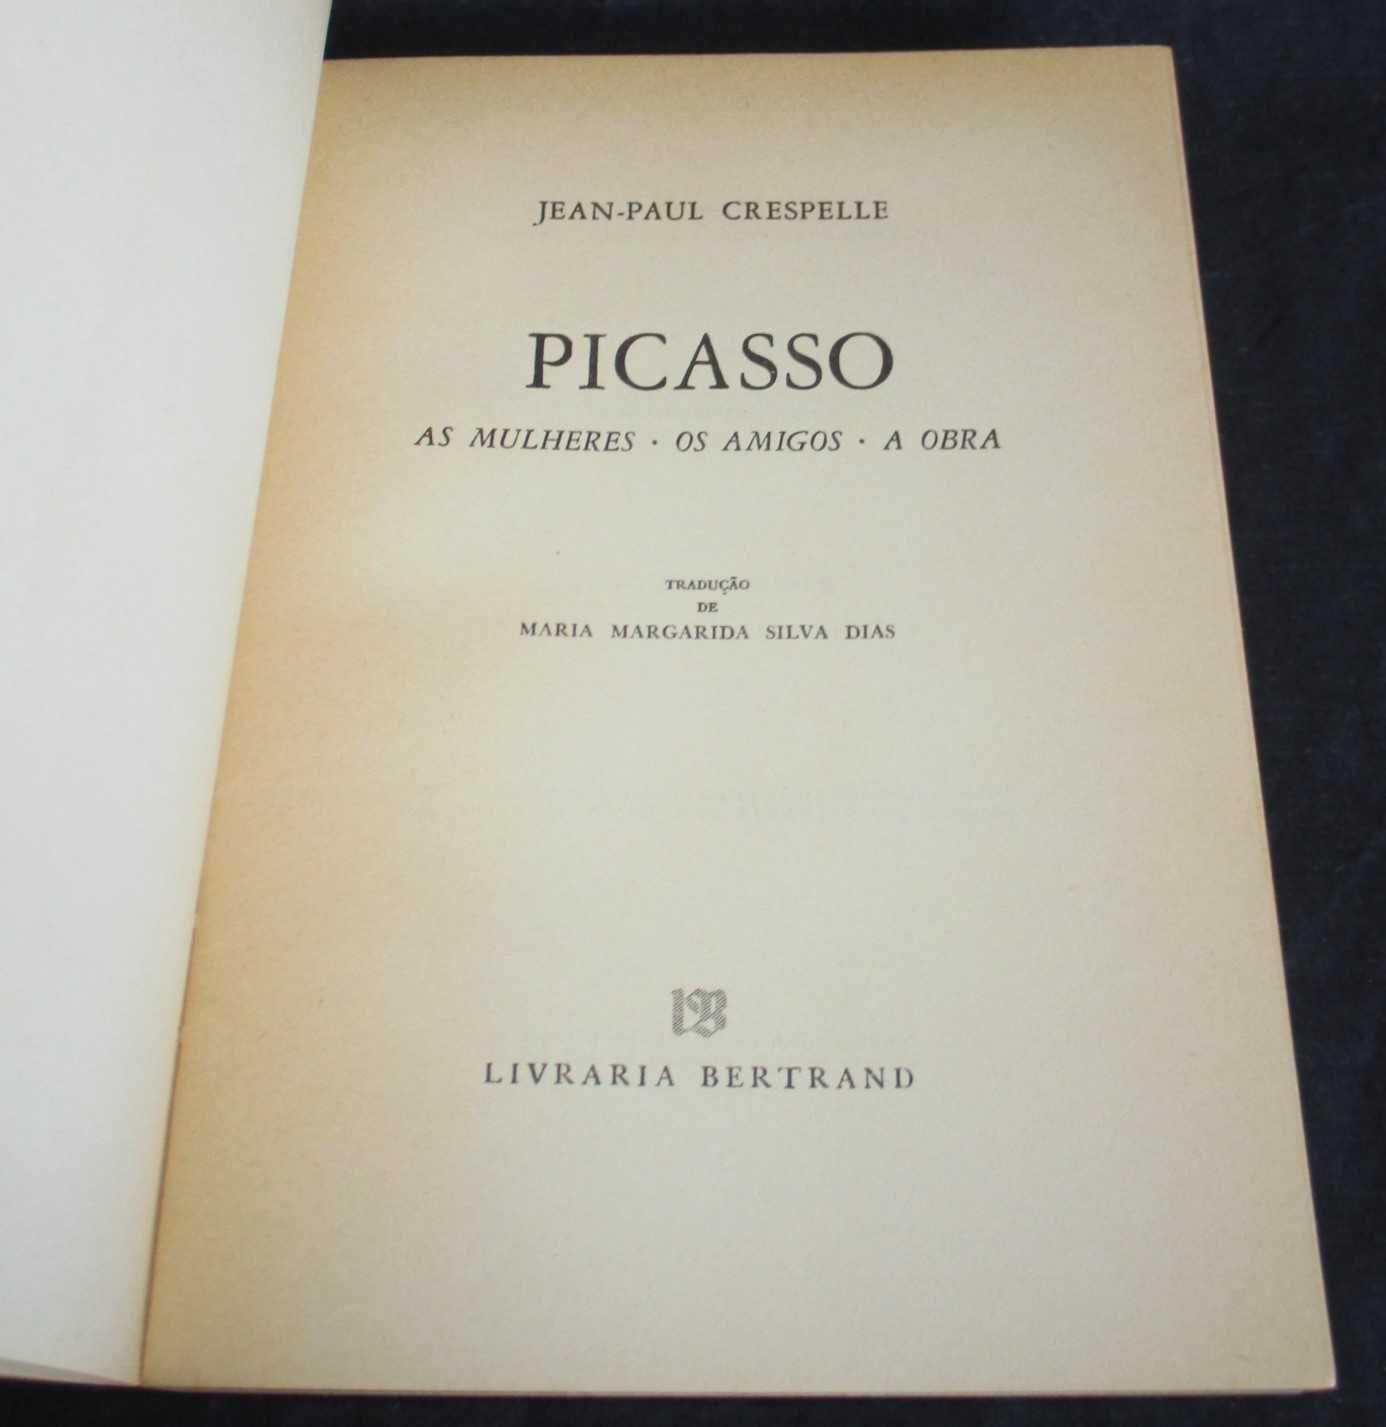 JEAN-PAUL CRESPELLE
PICASSO
AS MULHERES · OS AMIGOS · A OBRA
TRADUÇÃO
DE
MARIA MARGARIDA SILVA DIAS
LIVRARIA BERTRAND